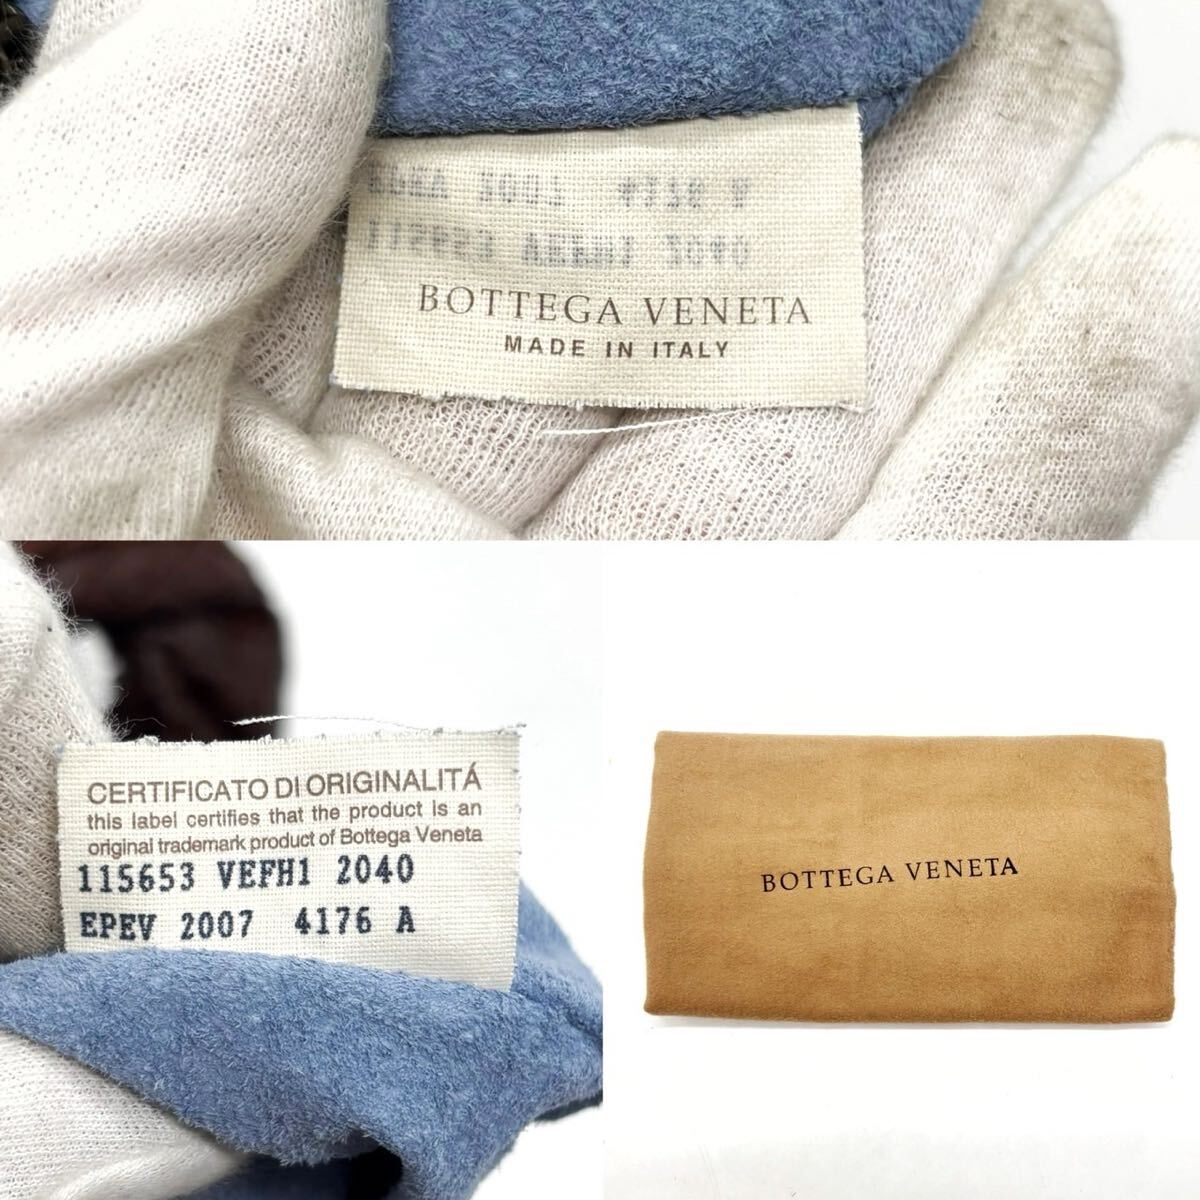 BOTTEGA VENETA
MADE IN ITALY
CERTIFICATO DI ORIGINALITÁ
this label certifies that the product is an
original trademark product of Bottega Veneta
115653 VEFH1 2040
EPEV 2007 4176 A
BOTTEGA VENETA